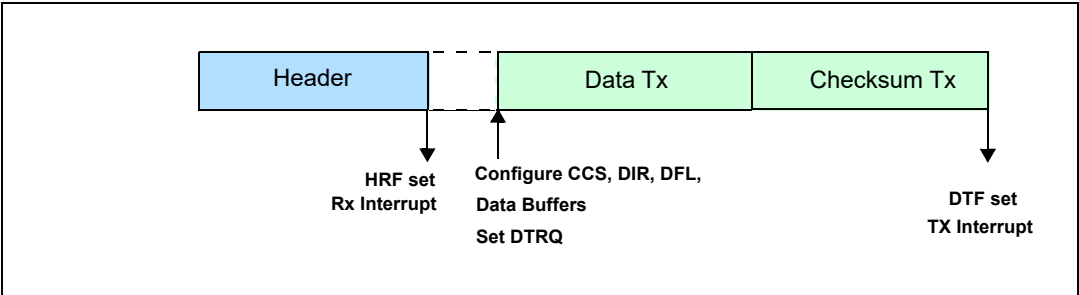 Header
Data Tx
Checksum Tx
HRF set
Rx Interrupt
Configure CCS, DIR, DFL,
Data Buffers
Set DTRQ
DTF set
TX Interrupt